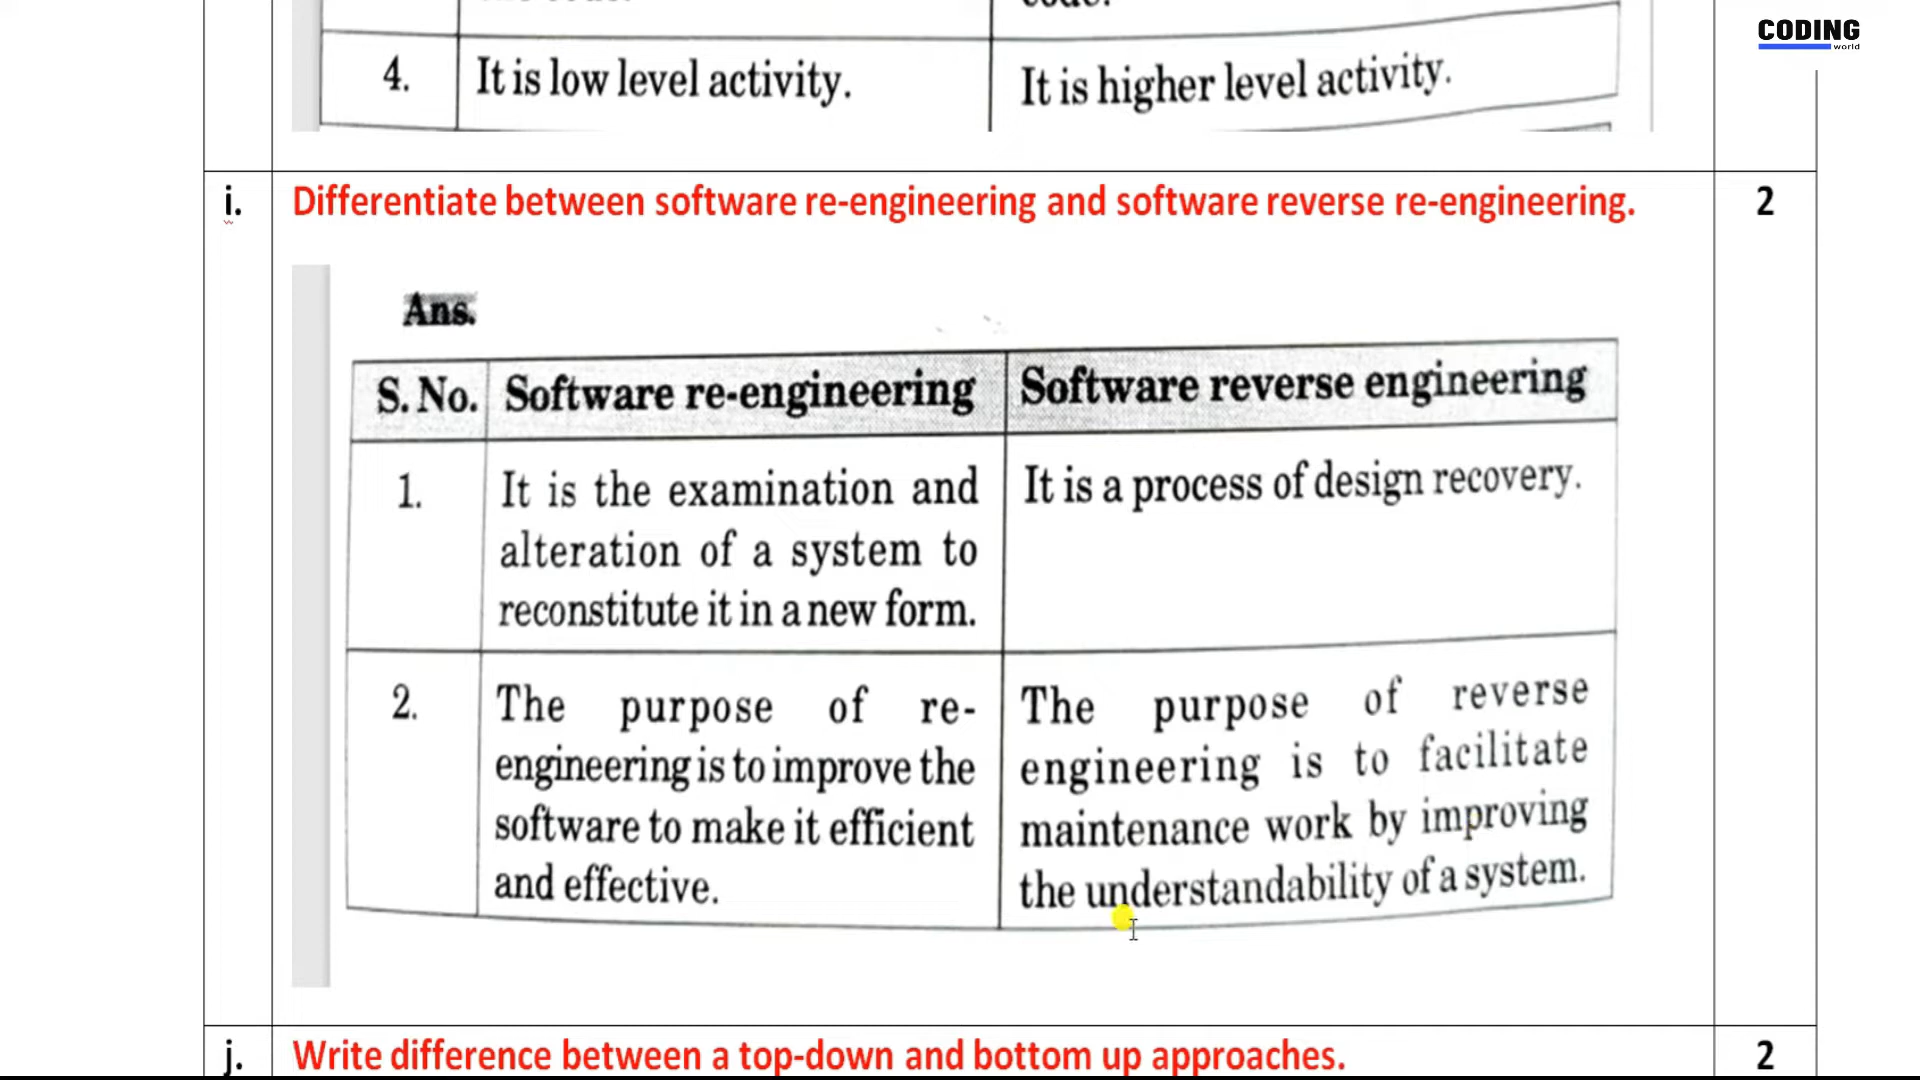 CODING
world
4. It is low level activity. It is higher level activity.
i. Differentiate between software re-engineering and software reverse re-engineering. 2
Ans.
S. No. Software re-engineering Software reverse engineering
1. It is the examination and It is a process of design recovery.
alteration of a system to
reconstitute it in a new form.
2. The purpose of re- The purpose of reverse
engineering is to improve the engineering is to facilitate
software to make it efficient maintenance work by improving
and effective. the understandability of a system.
j. Write difference between a top-down and bottom up approaches. 2